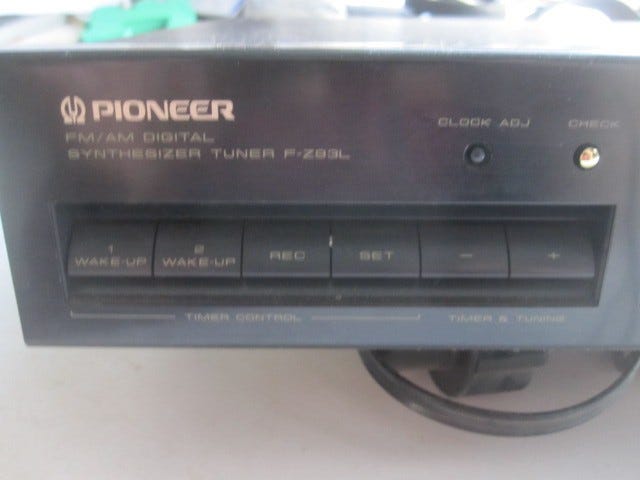 PIONEER
FM/AM DIGITAL
SYNTHESIZER TUNER F-Z93L
CLOCK ADJ
CHECK
1
WAKE-UP
2
WAKE-UP
REC
SET
−
+
TIMER CONTROL
TIMER & TUNING